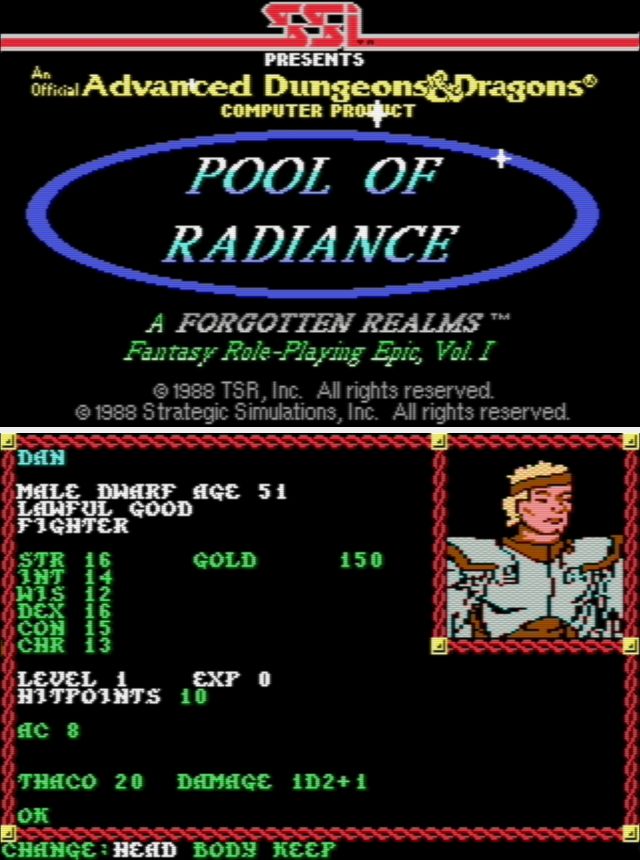 SSI
PRESENTS
An Official Advanced Dungeons & Dragons®
COMPUTER PRODUCT
POOL OF
RADIANCE
A FORGOTTEN REALMS ™
Fantasy Role-Playing Epic, Vol. I
© 1988 TSR, Inc. All rights reserved.
© 1988 Strategic Simulations, Inc. All rights reserved.
DAN
MALE DWARF AGE 51
LAWFUL GOOD
FIGHTER
STR 16 GOLD 150
INT 14
WIS 12
DEX 16
CON 15
CHR 13
LEVEL 1 EXP 0
HITPOINTS 10
AC 8
THACO 20 DAMAGE 1D2+1
OK
CHANGE: HEAD BODY KEEP